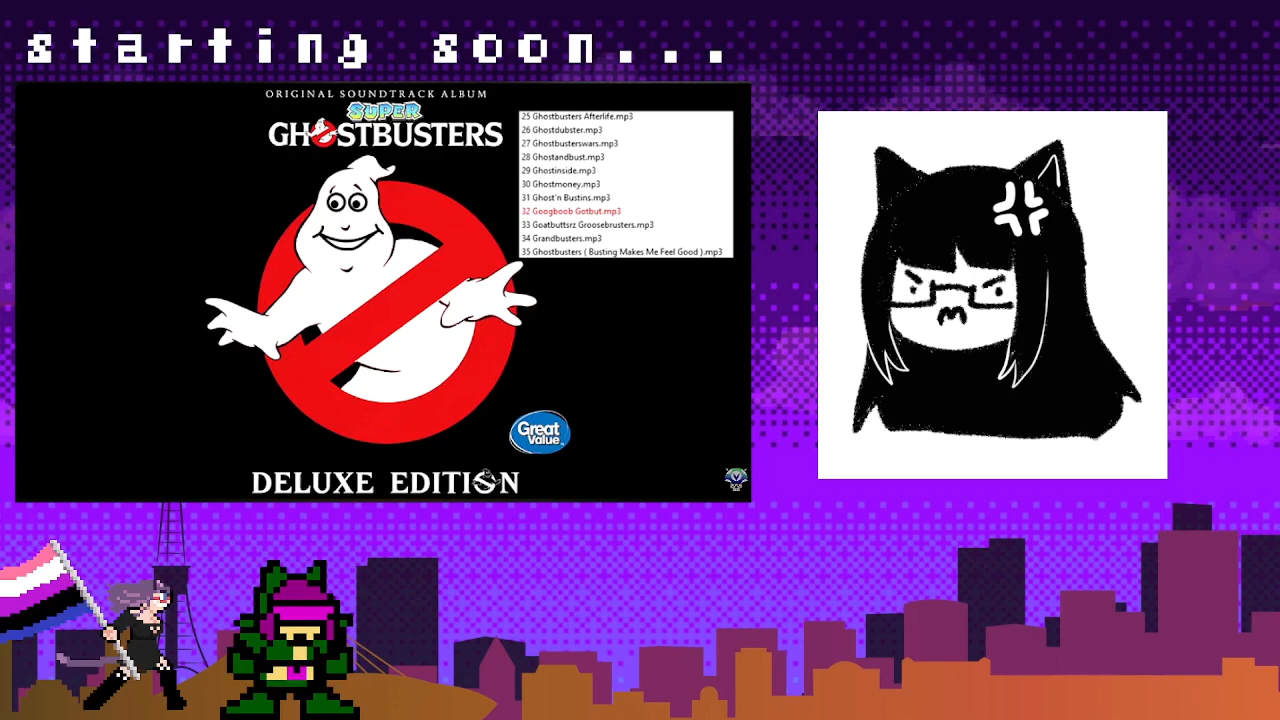 starting soon...
ORIGINAL SOUNDTRACK ALBUM
SUPER
GHOSTBUSTERS
25 Ghostbusters Afterlife.mp3
26 Ghostdubster.mp3
27 Ghostbusterswars.mp3
28 Ghostandbust.mp3
29 Ghostinside.mp3
30 Ghostmoney.mp3
31 Ghost'n Bustins.mp3
32 Googboob Gotbut.mp3
33 Goatbuttsrz Groosebrusters.mp3
34 Grandbusters.mp3
35 Ghostbusters ( Busting Makes Me Feel Good ).mp3
Great
Value
DELUXE EDITION